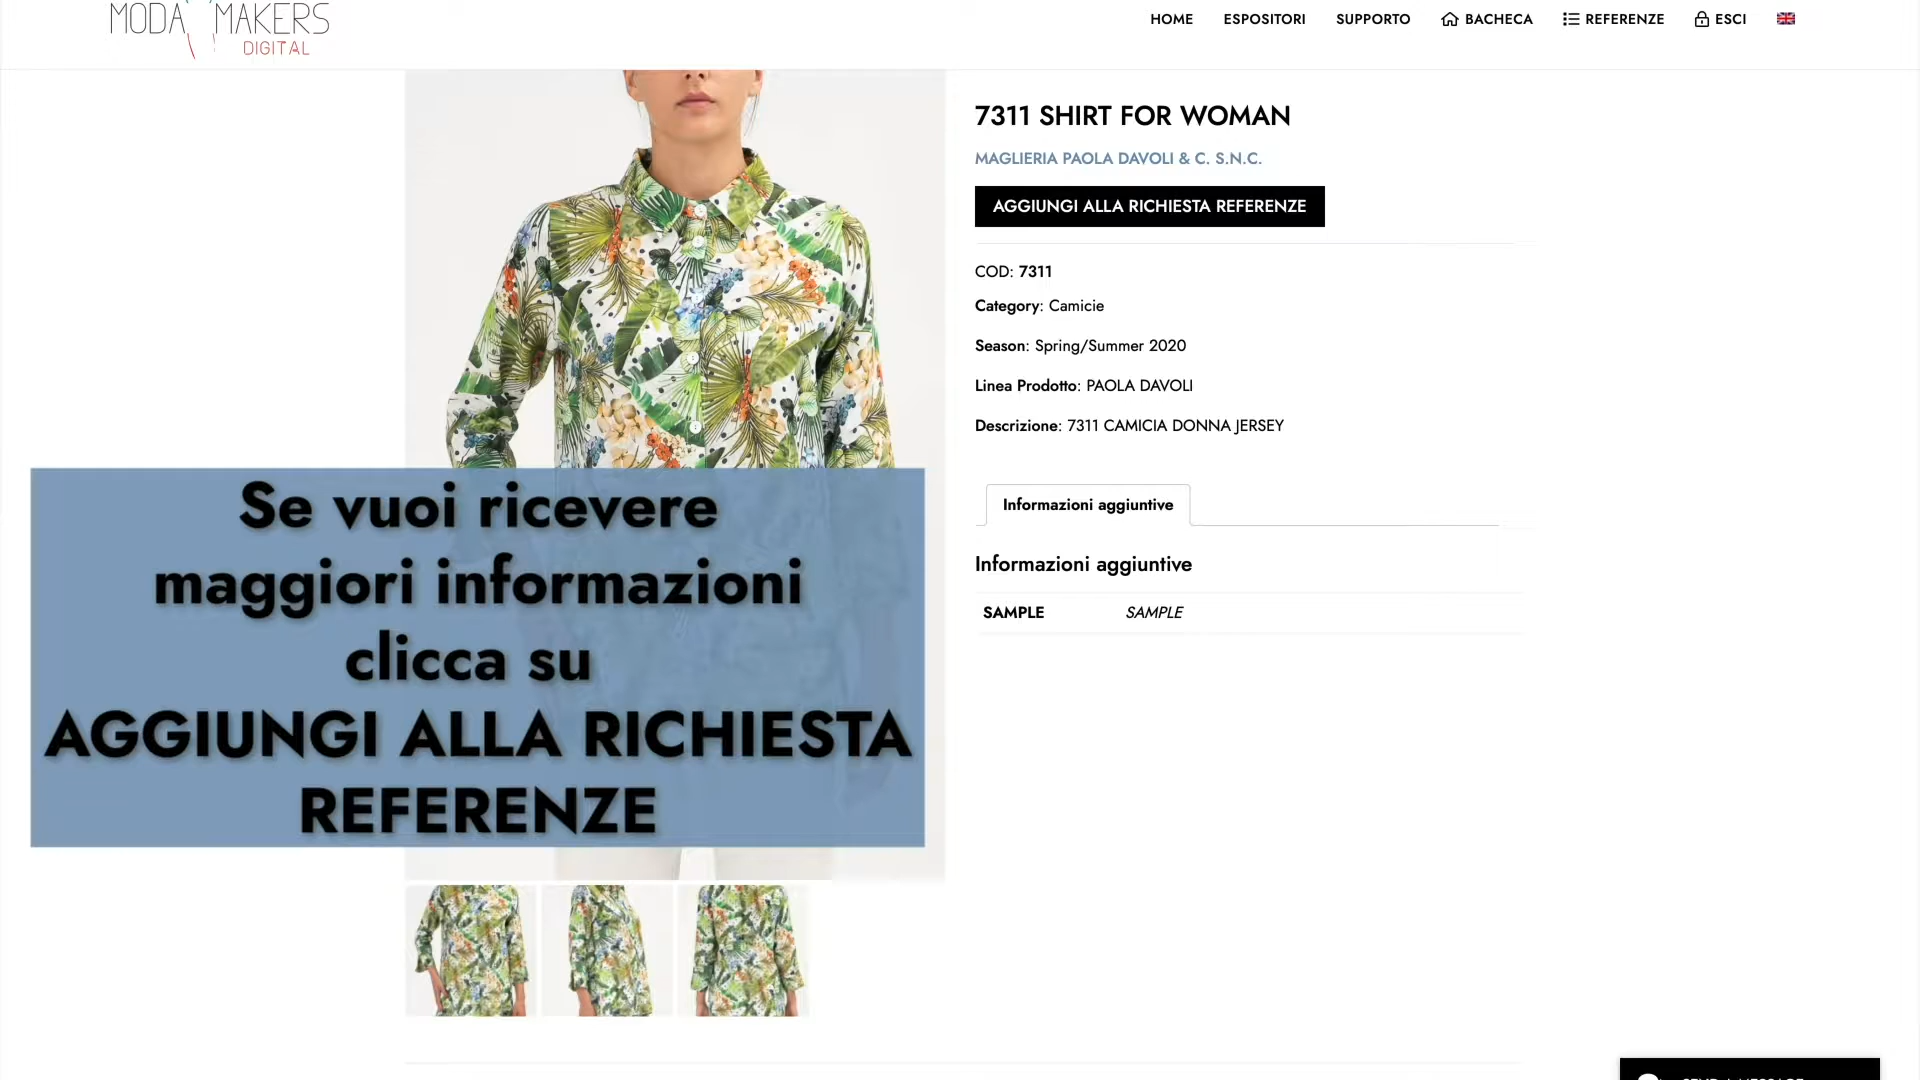 MODA MAKERS
DIGITAL
HOME
ESPOSITORI
SUPPORTO
BACHECA
REFERENZE
ESCI
7311 SHIRT FOR WOMAN
MAGLIERIA PAOLA DAVOLI & C. S.N.C.
AGGIUNGI ALLA RICHIESTA REFERENZE
COD: 7311
Category: Camicie
Season: Spring/Summer 2020
Linea Prodotto: PAOLA DAVOLI
Descrizione: 7311 CAMICIA DONNA JERSEY
Informazioni aggiuntive
Informazioni aggiuntive
SAMPLE SAMPLE
Se vuoi ricevere
maggiori informazioni
clicca su
AGGIUNGI ALLA RICHIESTA
REFERENZE